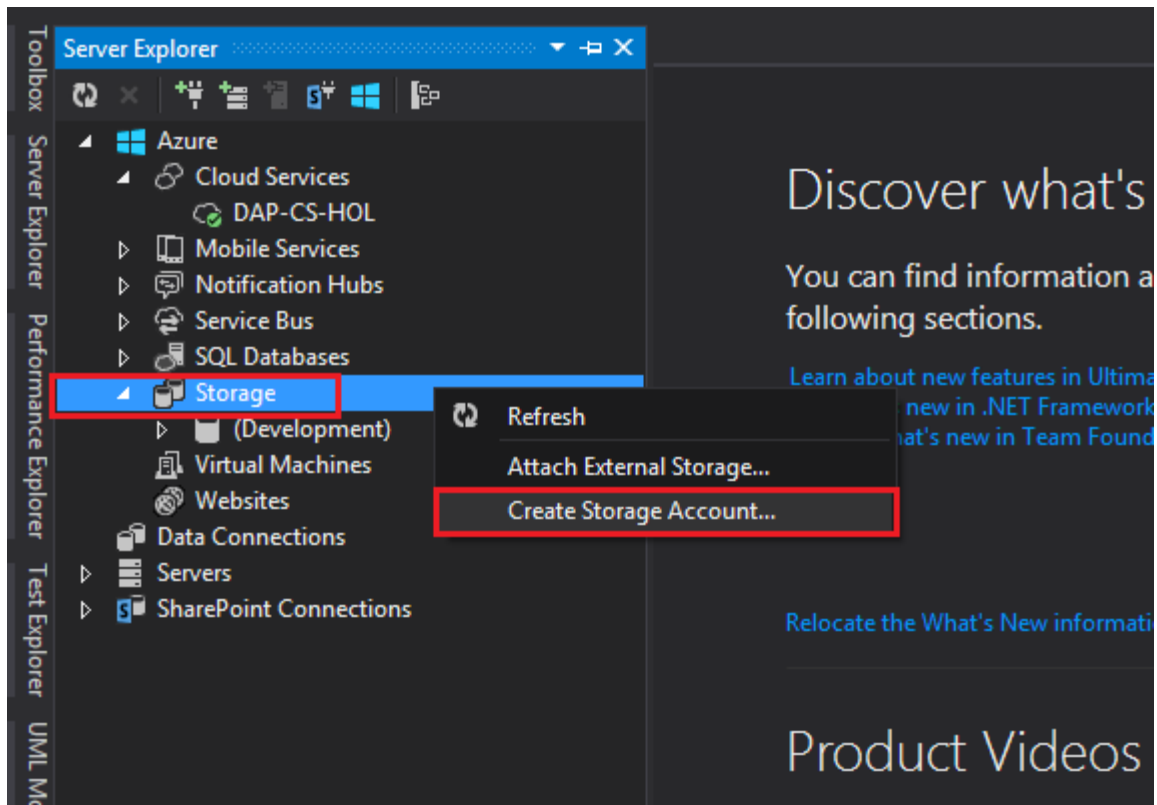 Toolbox
Server Explorer
Performance Explorer
Test Explorer
UML Mo
Server Explorer
Azure
Cloud Services
DAP-CS-HOL
Mobile Services
Notification Hubs
Service Bus
SQL Databases
Storage
(Development)
Virtual Machines
Websites
Data Connections
Servers
SharePoint Connections
Refresh
Attach External Storage...
Create Storage Account...
Discover what's
You can find information a
following sections.
Learn about new features in Ultima
new in .NET Framework
hat's new in Team Found
Relocate the What's New informati
Product Videos